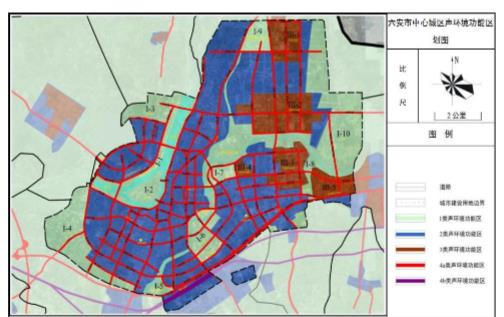 六安市中心城区声环境功能区
划图
N
比
例
尺
2公里
图 例
道路
城市建设用地边界
1类声环境功能区
2类声环境功能区
3类声环境功能区
4a类声环境功能区
4b类声环境功能区
I-9
I-3
I-10
I-2
I-7
I-8
I-4
I-5